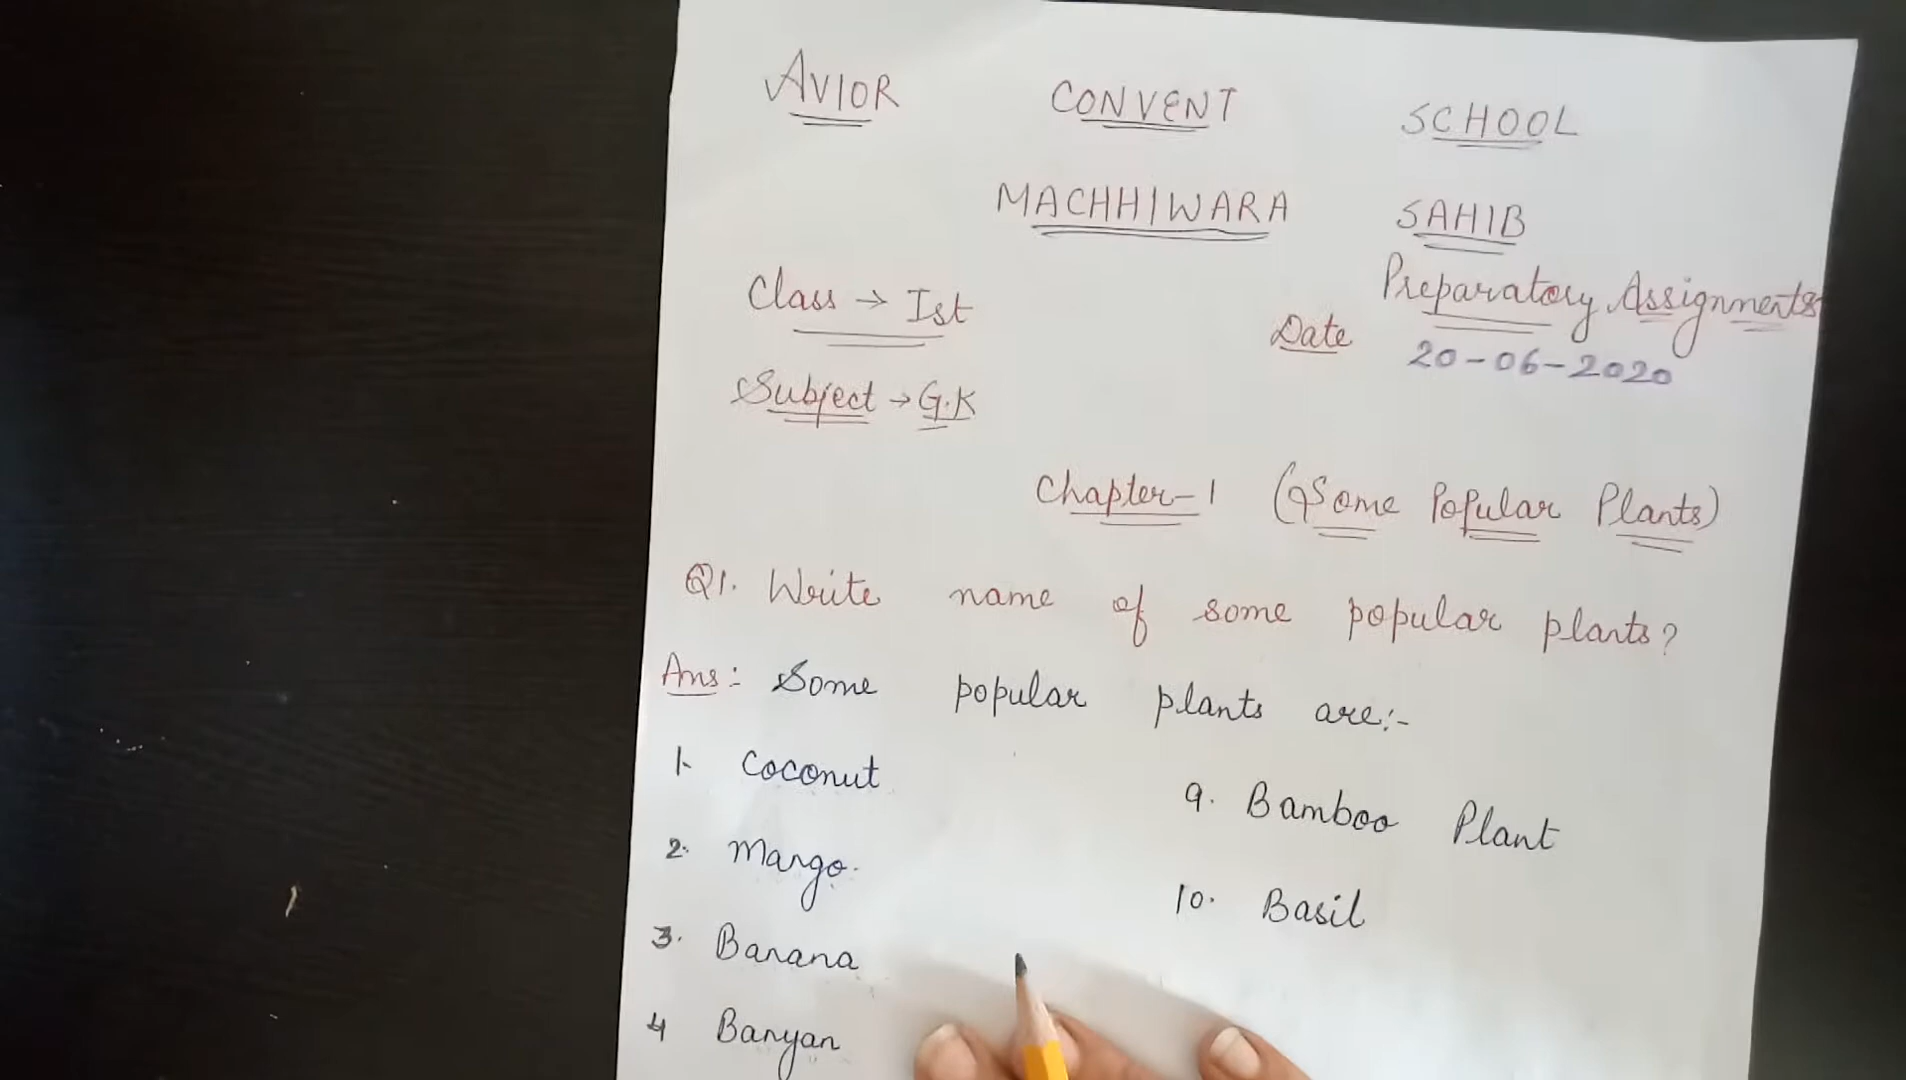 AVIOR CONVENT SCHOOL
MACHHIWARA SAHIB
Preparatory Assignments
Class → Ist
Date 20-06-2020
Subject → G.K
Chapter-1 (Some Popular Plants)
Q1. Write name of some popular plants?
Ans:- Some popular plants are:-
1. Coconut
2. Mango.
3. Banana
4 Banyan
9. Bamboo Plant
10. Basil